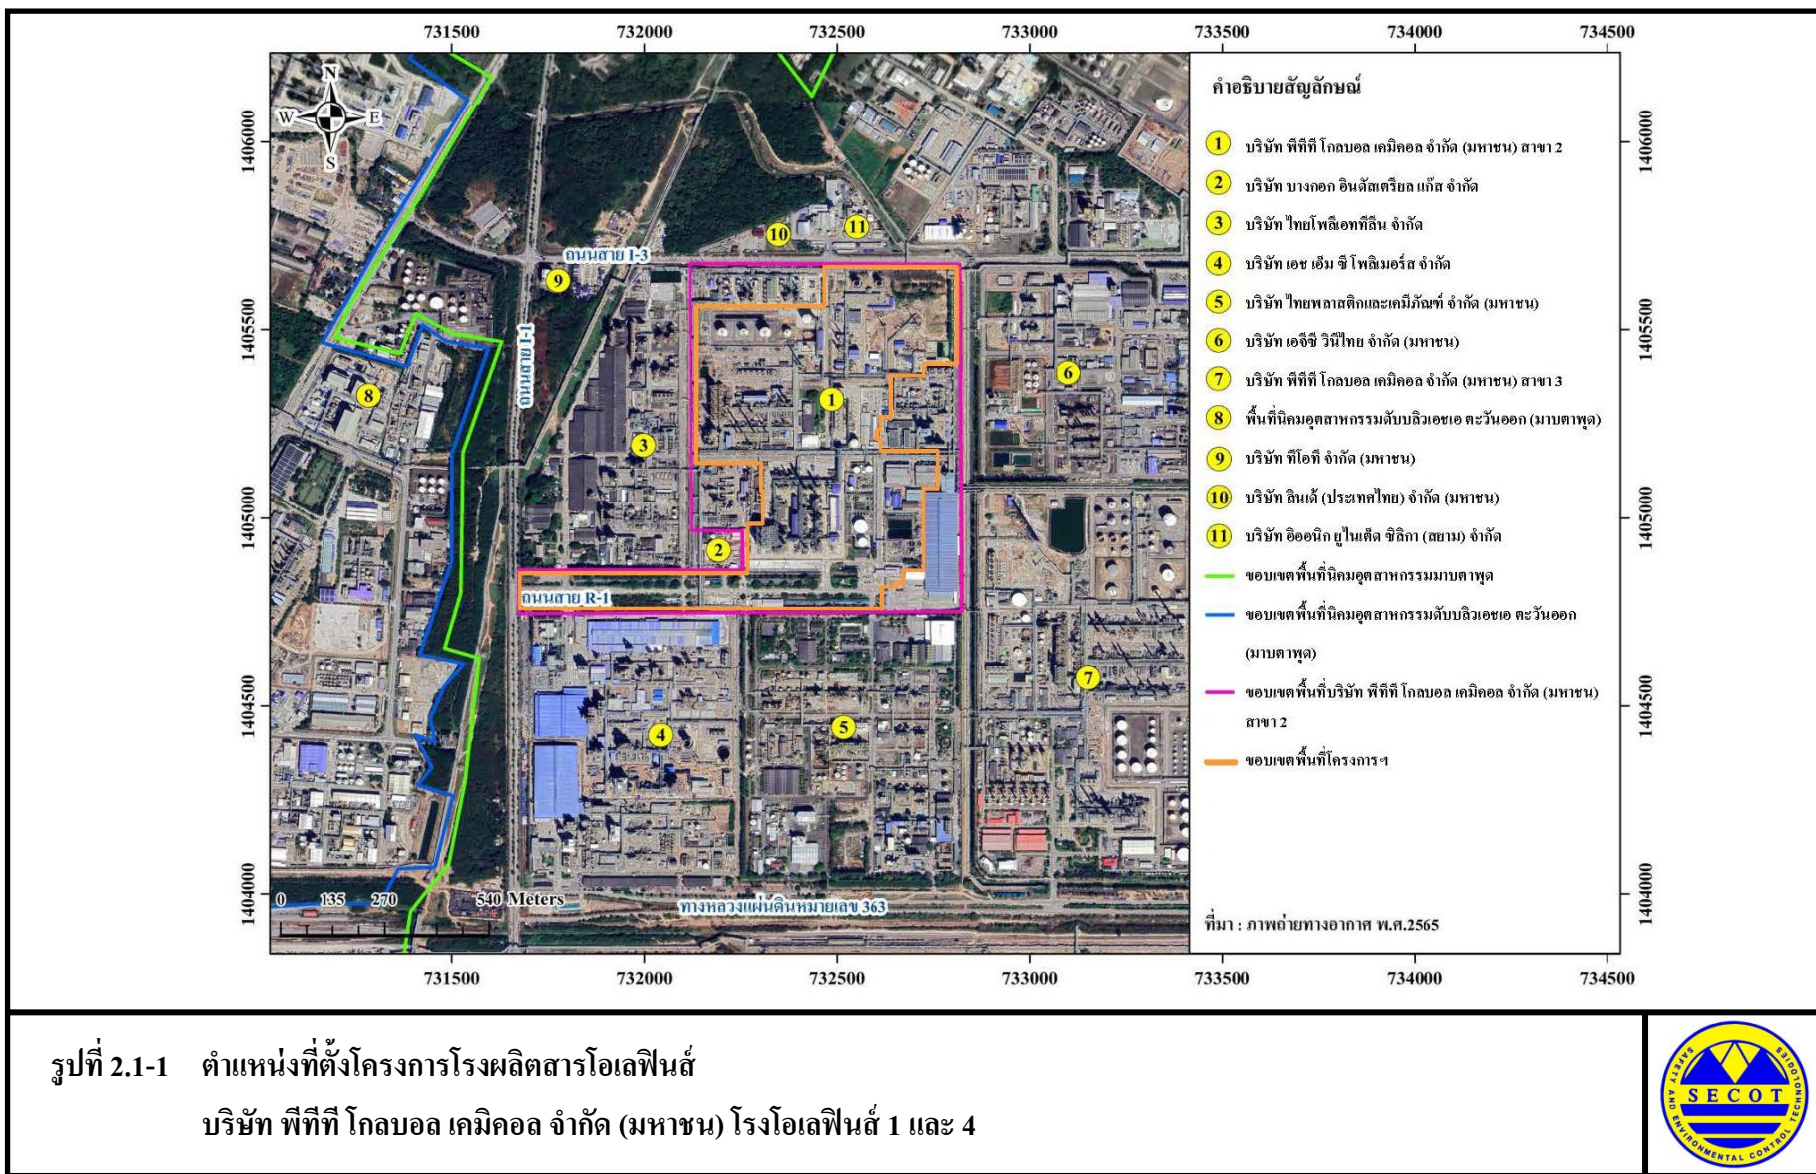 731500 732000 732500 733000 733500 734000 734500
N
W E
S
1406000
1405500
1405000
1404500
1404000
1406000
1405500
1405000
1404500
1404000
10
11
ถนนสาย I-3
9
ถนนสาย I-1
6
8
1
3
2
ถนนสาย R-1
7
5
4
0 135 270 540 Meters
ทางหลวงแผ่นดินหมายเลข 363
คำอธิบายสัญลักษณ์
1 บริษัท พีทีที โกลบอล เคมิคอล จำกัด (มหาชน) สาขา 2
2 บริษัท บางกอก อินดัสเตรียล แก๊ส จำกัด
3 บริษัท ไทยโพลีเอททีลีน จำกัด
4 บริษัท เอช เอ็ม ซี โพลิเมอร์ส จำกัด
5 บริษัท ไทยพลาสติกและเคมีภัณฑ์ จำกัด (มหาชน)
6 บริษัท เอจีซี วินีไทย จำกัด (มหาชน)
7 บริษัท พีทีที โกลบอล เคมิคอล จำกัด (มหาชน) สาขา 3
8 พื้นที่นิคมอุตสาหกรรมดับบลิวเอชเอ ตะวันออก (มาบตาพุด)
9 บริษัท ทีโอที จำกัด (มหาชน)
10 บริษัท ลินเด้ (ประเทศไทย) จำกัด (มหาชน)
11 บริษัท อิออนิก ยูไนเต็ด ซิลิกา (สยาม) จำกัด
ขอบเขตพื้นที่นิคมอุตสาหกรรมมาบตาพุด
ขอบเขตพื้นที่นิคมอุตสาหกรรมดับบลิวเอชเอ ตะวันออก
(มาบตาพุด)
ขอบเขตพื้นที่บริษัท พีทีที โกลบอล เคมิคอล จำกัด (มหาชน)
สาขา 2
ขอบเขตพื้นที่โครงการฯ
ที่มา : ภาพถ่ายทางอากาศ พ.ศ.2565
731500 732000 732500 733000 733500 734000 734500
รูปที่ 2.1-1 ตำแหน่งที่ตั้งโครงการโรงผลิตสารโอเลฟินส์
บริษัท พีทีที โกลบอล เคมิคอล จำกัด (มหาชน) โรงโอเลฟินส์ 1 และ 4
SECOT
SAFETY AND ENVIRONMENTAL CONTROL TECHNOLOGIES